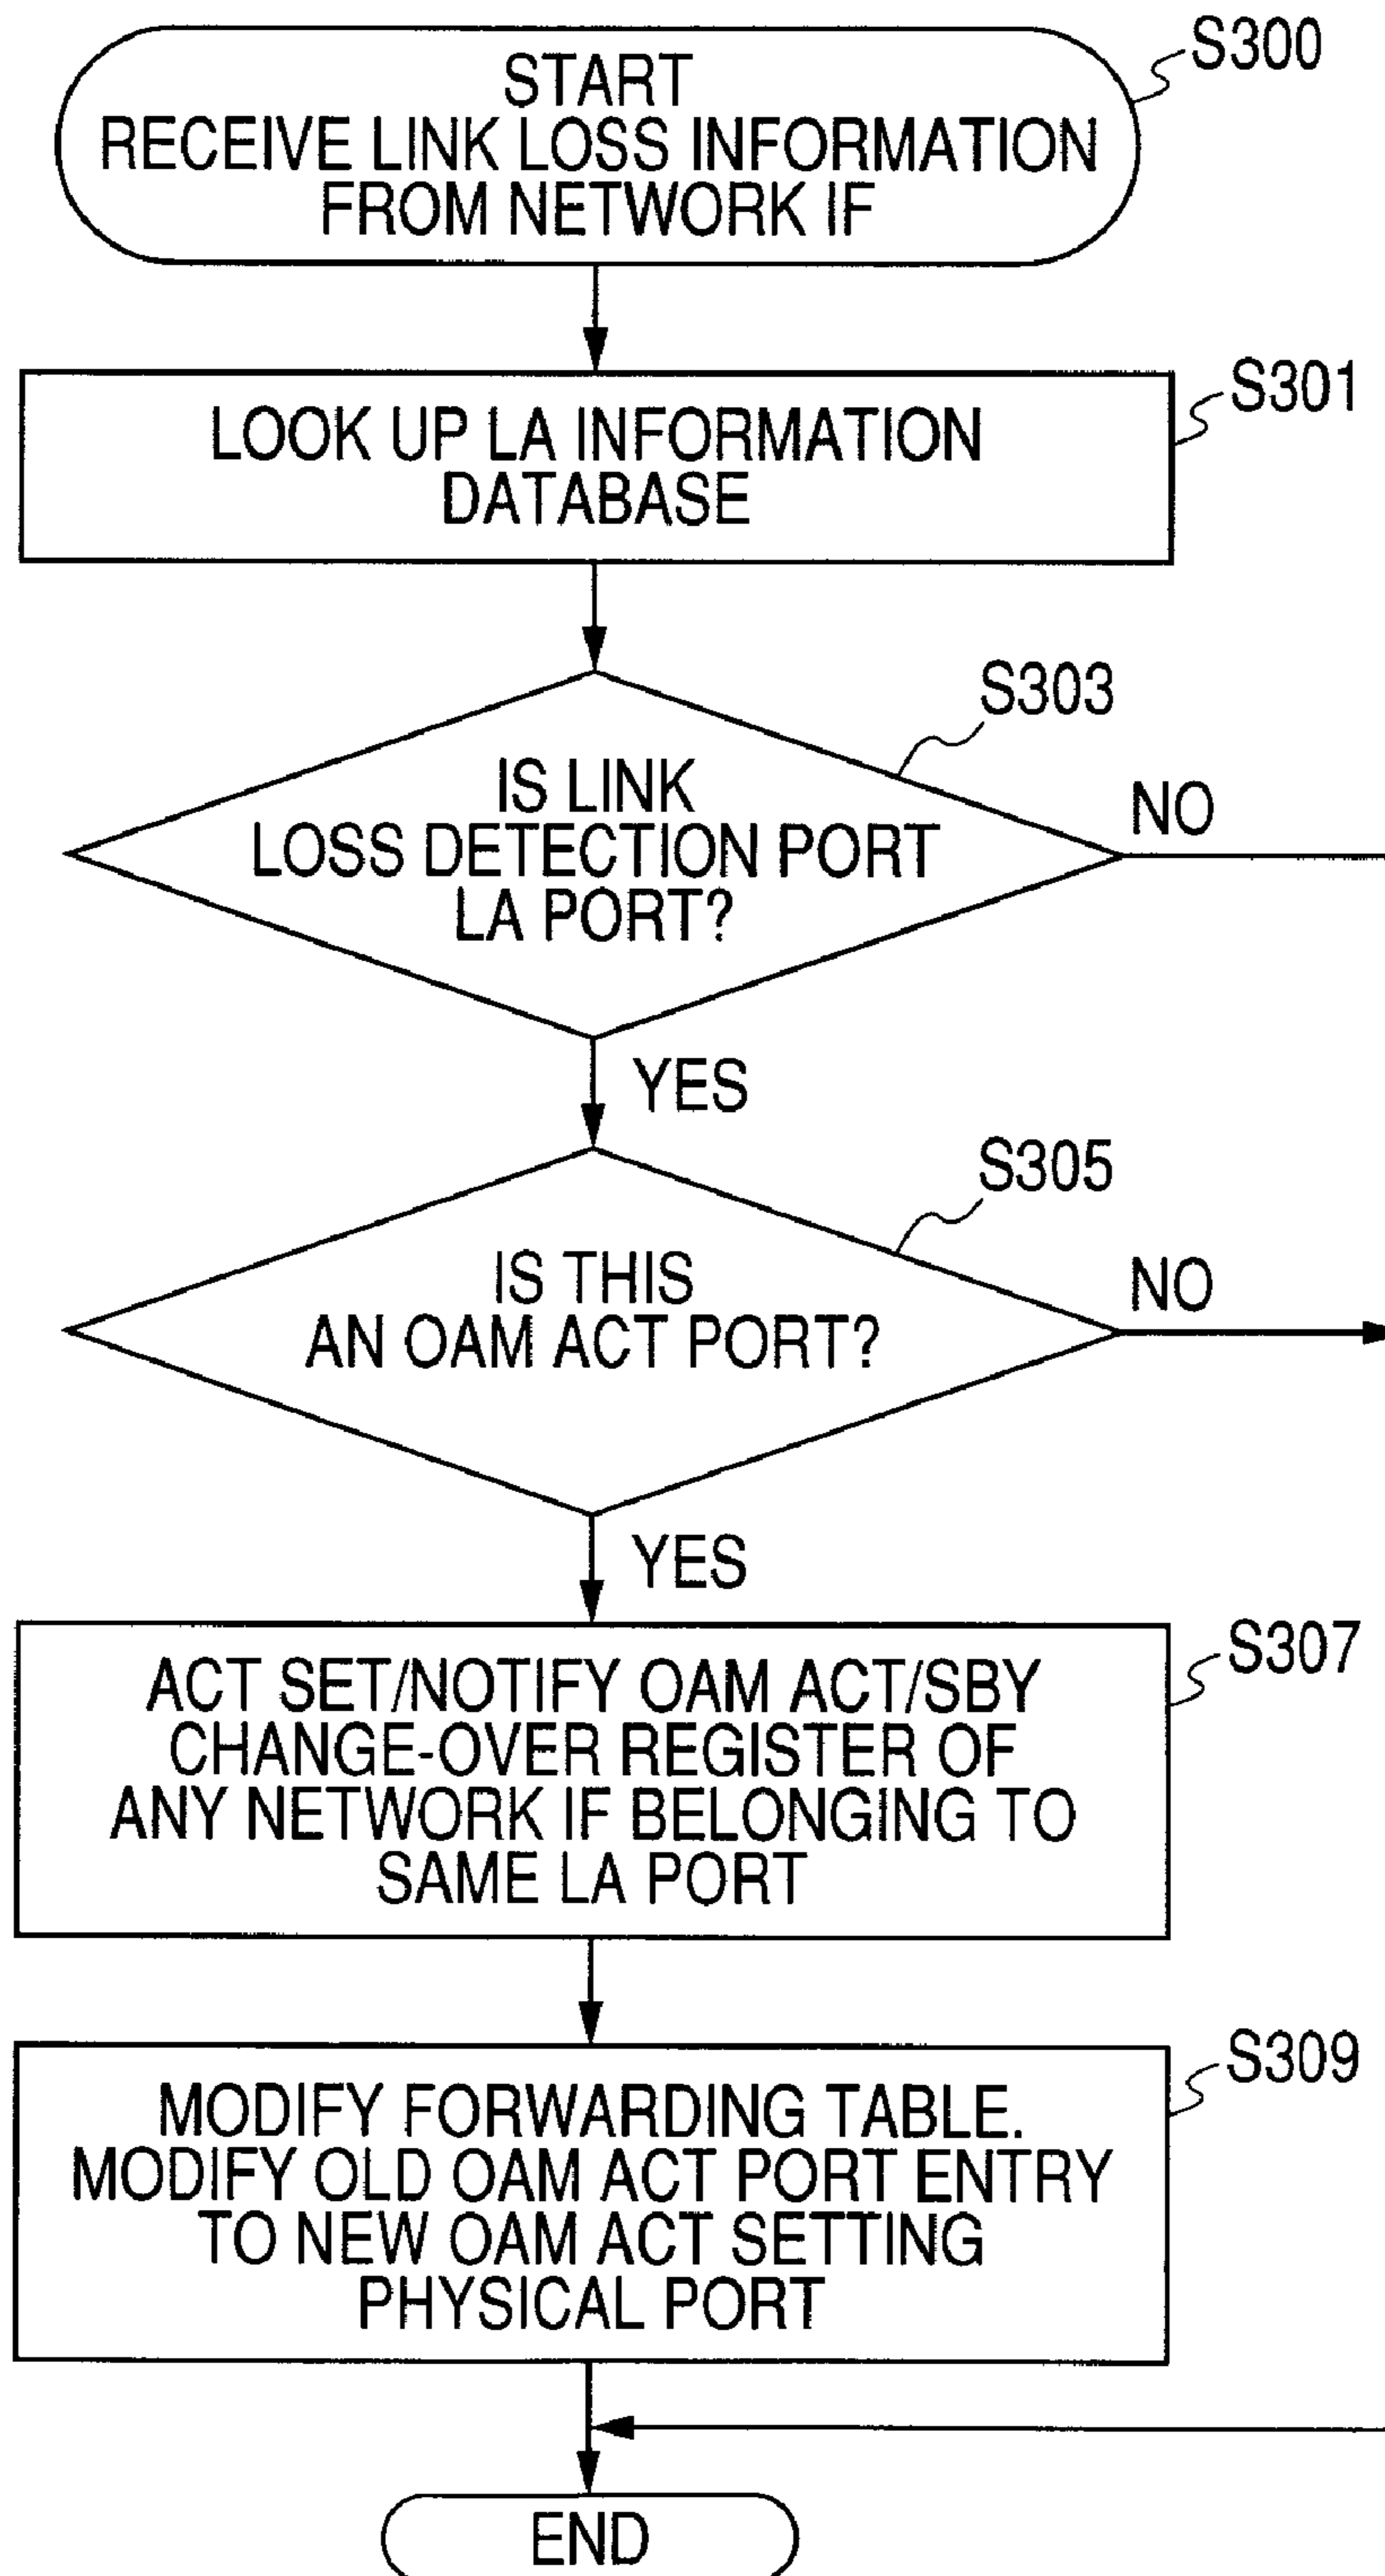 S300
START
RECEIVE LINK LOSS INFORMATION
FROM NETWORK IF
S301
LOOK UP LA INFORMATION
DATABASE
S303
IS LINK
LOSS DETECTION PORT
LA PORT?
NO
YES
S305
IS THIS
AN OAM ACT PORT?
NO
YES
S307
ACT SET/NOTIFY OAM ACT/SBY
CHANGE-OVER REGISTER OF
ANY NETWORK IF BELONGING TO
SAME LA PORT
S309
MODIFY FORWARDING TABLE.
MODIFY OLD OAM ACT PORT ENTRY
TO NEW OAM ACT SETTING
PHYSICAL PORT
END